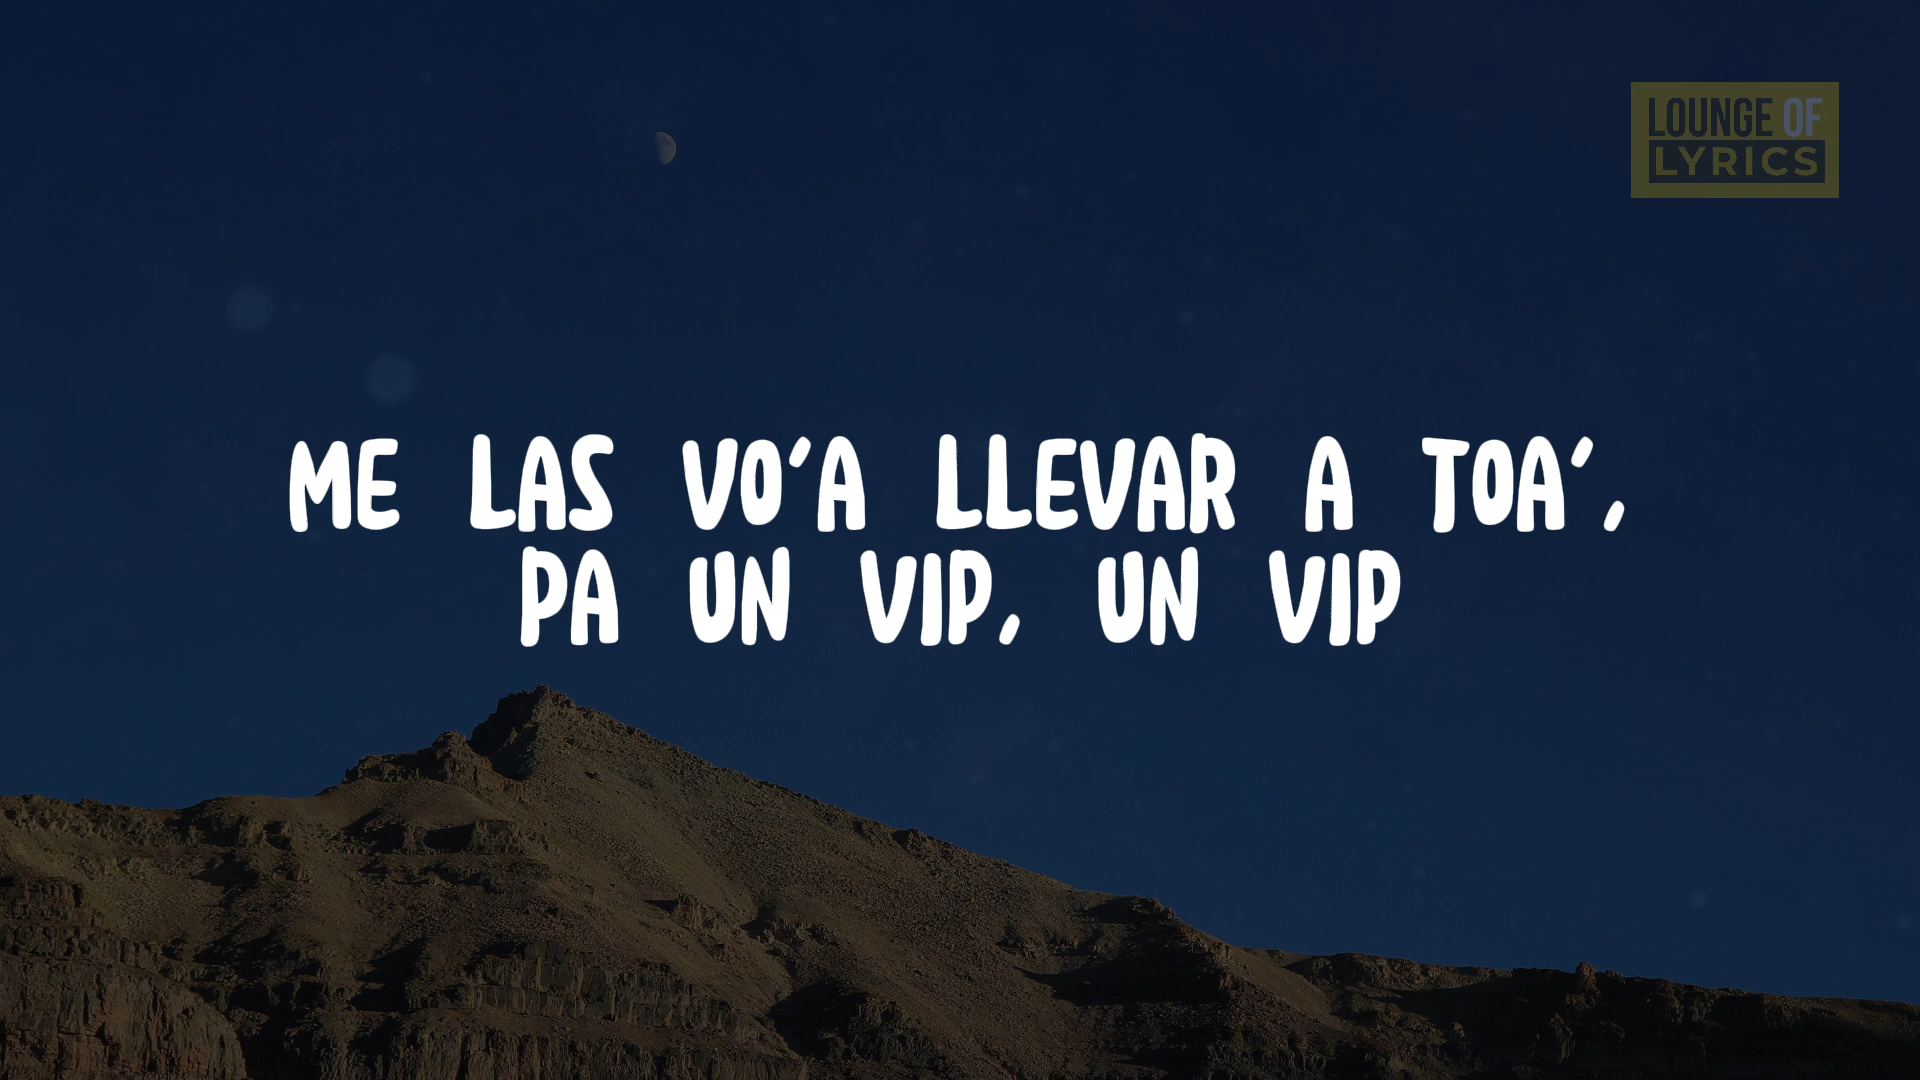 LOUNGE OF
LYRICS
ME LAS VO'A LLEVAR A TOA',
PA UN VIP, UN VIP